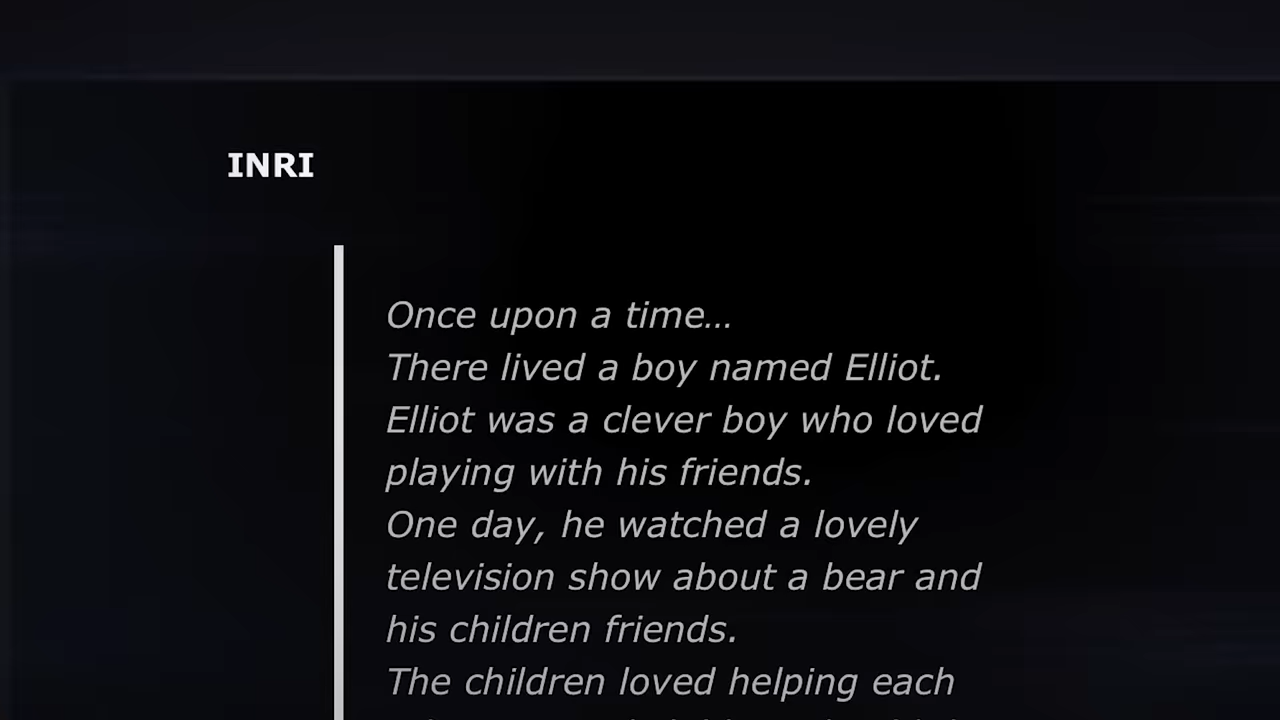 INRI
Once upon a time…
There lived a boy named Elliot.
Elliot was a clever boy who loved
playing with his friends.
One day, he watched a lovely
television show about a bear and
his children friends.
The children loved helping each